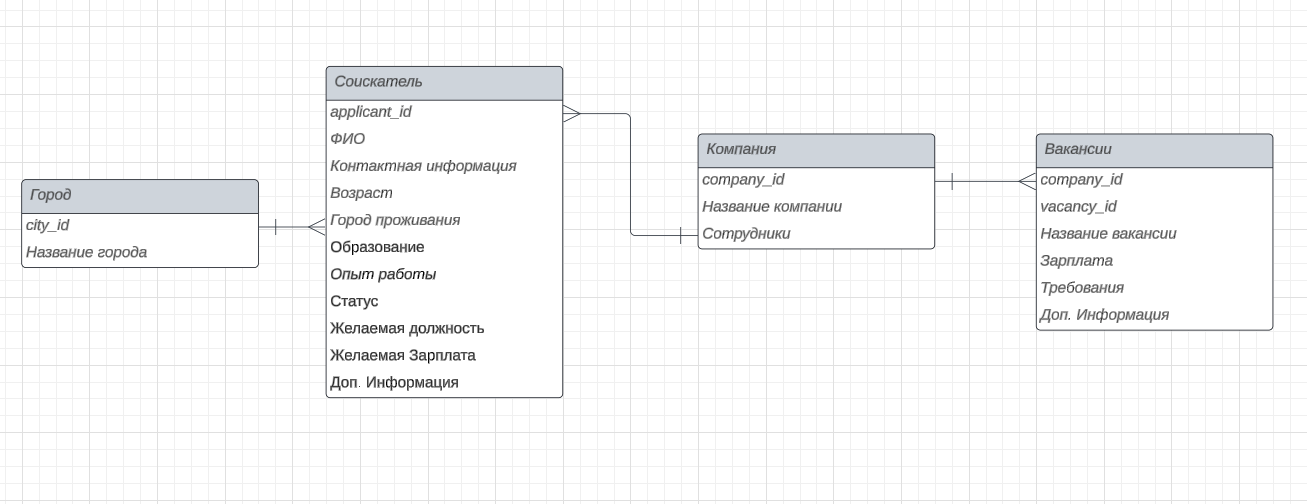 Город
city_id
Название города
Соискатель
applicant_id
ФИО
Контактная информация
Возраст
Город проживания
Образование
Опыт работы
Статус
Желаемая должность
Желаемая Зарплата
Доп. Информация
Компания
company_id
Название компании
Сотрудники
Вакансии
company_id
vacancy_id
Название вакансии
Зарплата
Требования
Доп. Информация